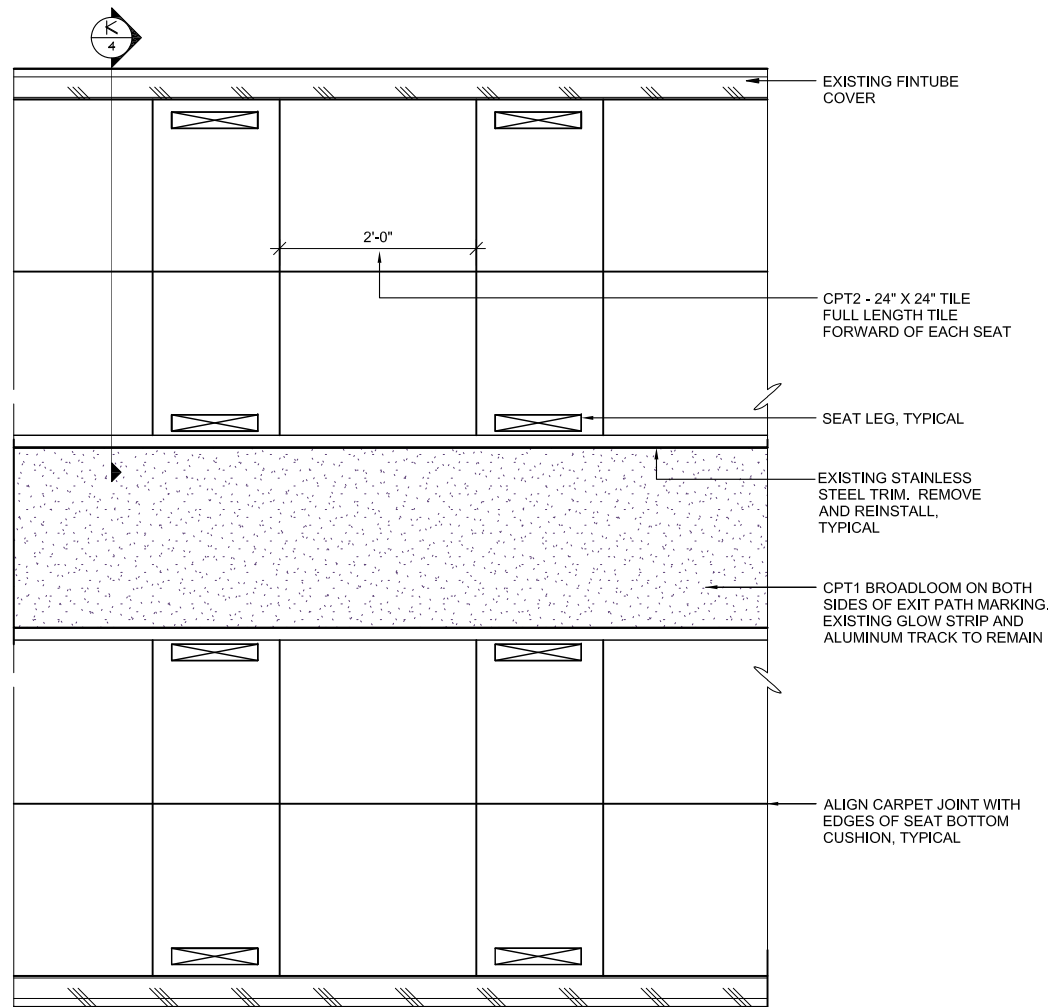 K
4
EXISTING FINTUBE
COVER
2'-0"
CPT2 - 24" X 24" TILE
FULL LENGTH TILE
FORWARD OF EACH SEAT
SEAT LEG, TYPICAL
EXISTING STAINLESS
STEEL TRIM.  REMOVE
AND REINSTALL,
TYPICAL
CPT1 BROADLOOM ON BOTH
SIDES OF EXIT PATH MARKING.
EXISTING GLOW STRIP AND
ALUMINUM TRACK TO REMAIN
ALIGN CARPET JOINT WITH
EDGES OF SEAT BOTTOM
CUSHION, TYPICAL